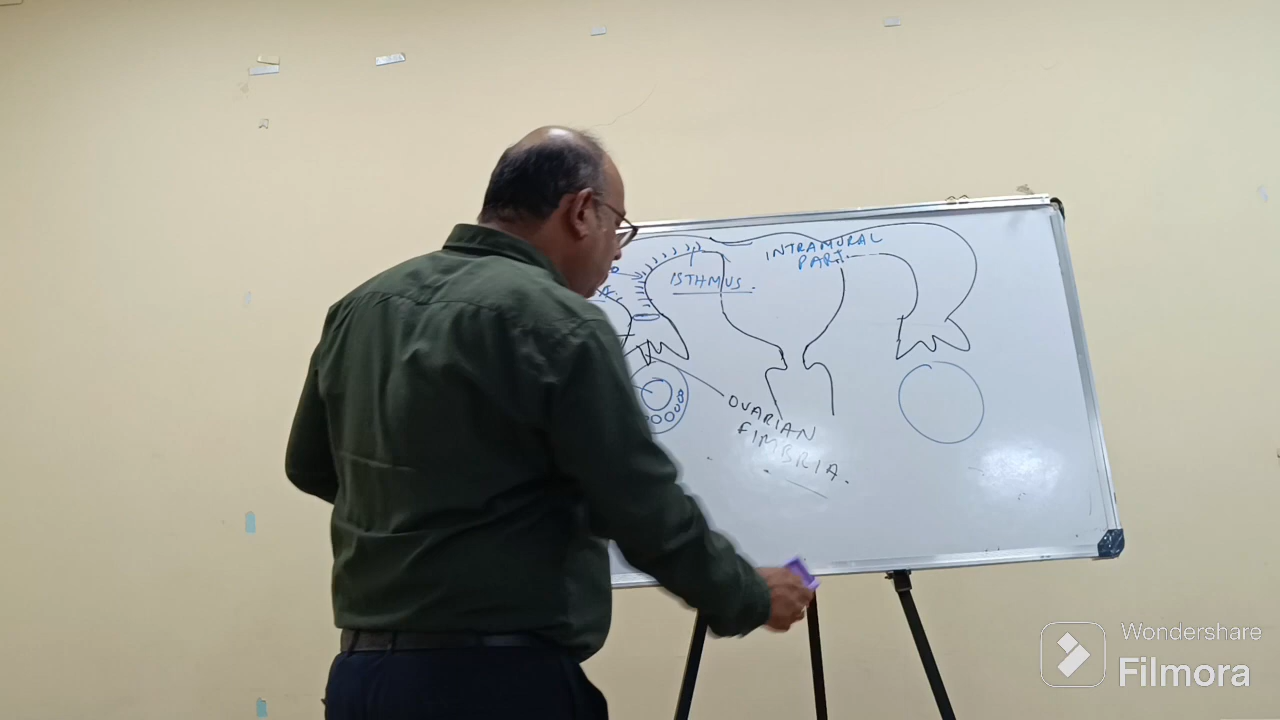 INTRAMURAL
PART.
ISTHMUS.
OVARIAN
FIMBRIA.
Wondershare
Filmora